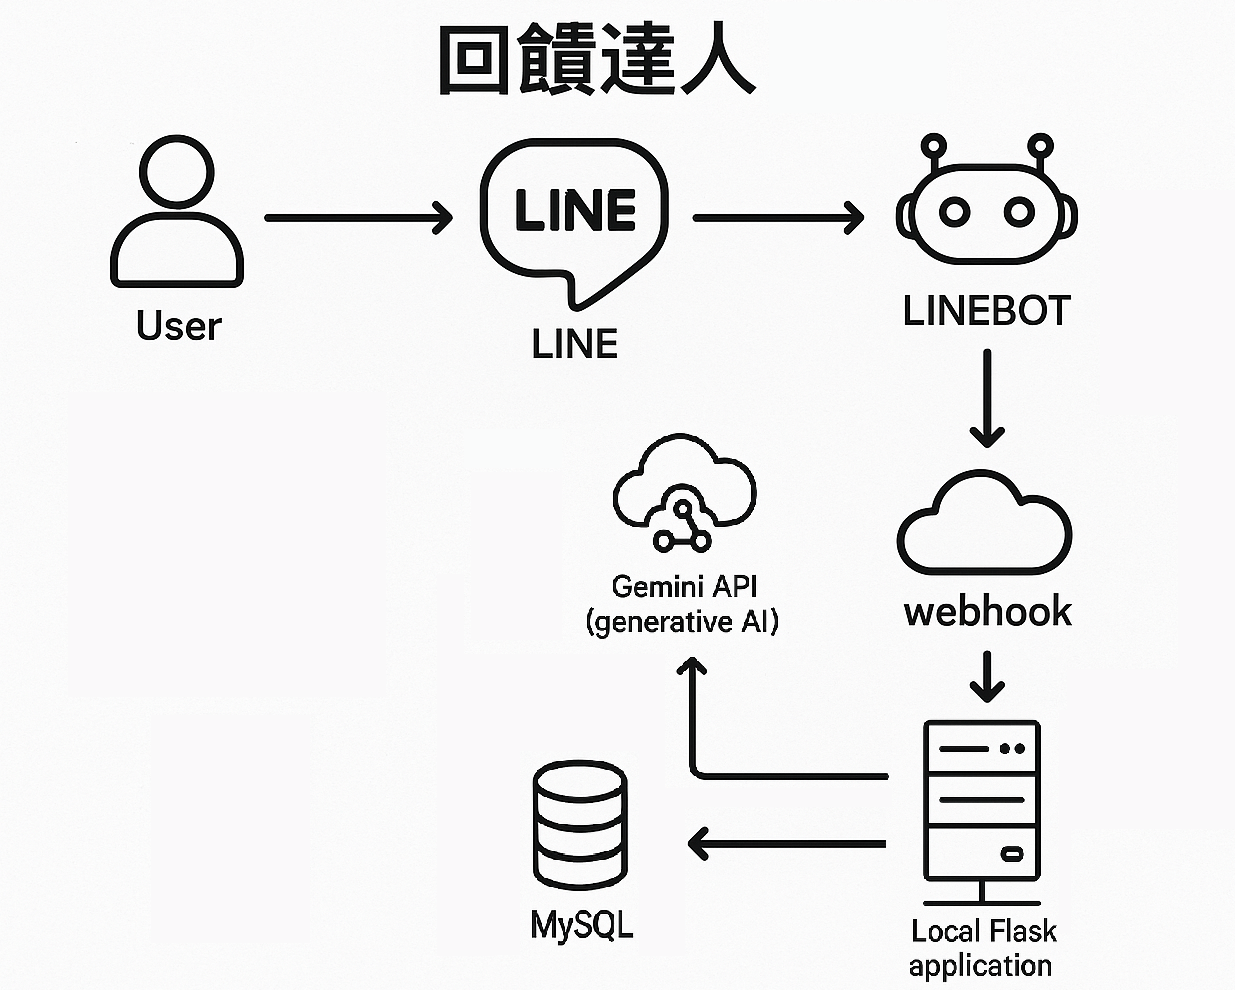 回饋達人
LINE
User
LINE
LINEBOT
Gemini API
(generative AI)
webhook
MySQL
Local Flask
application